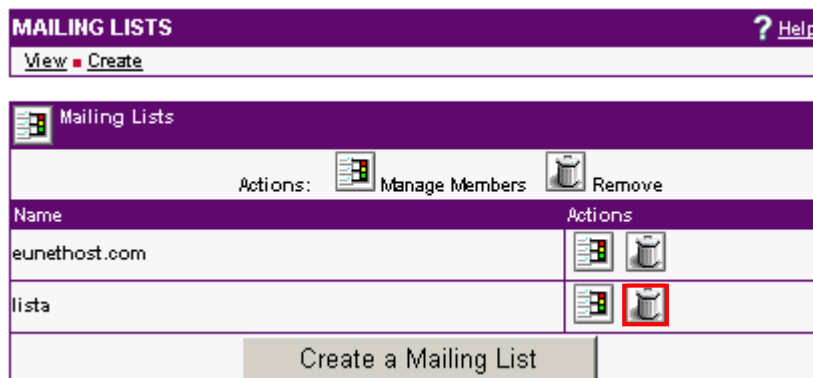 MAILING LISTS ? Help
View Create
Mailing Lists
Actions: Manage Members Remove
Name Actions
eunethost.com
lista
Create a Mailing List